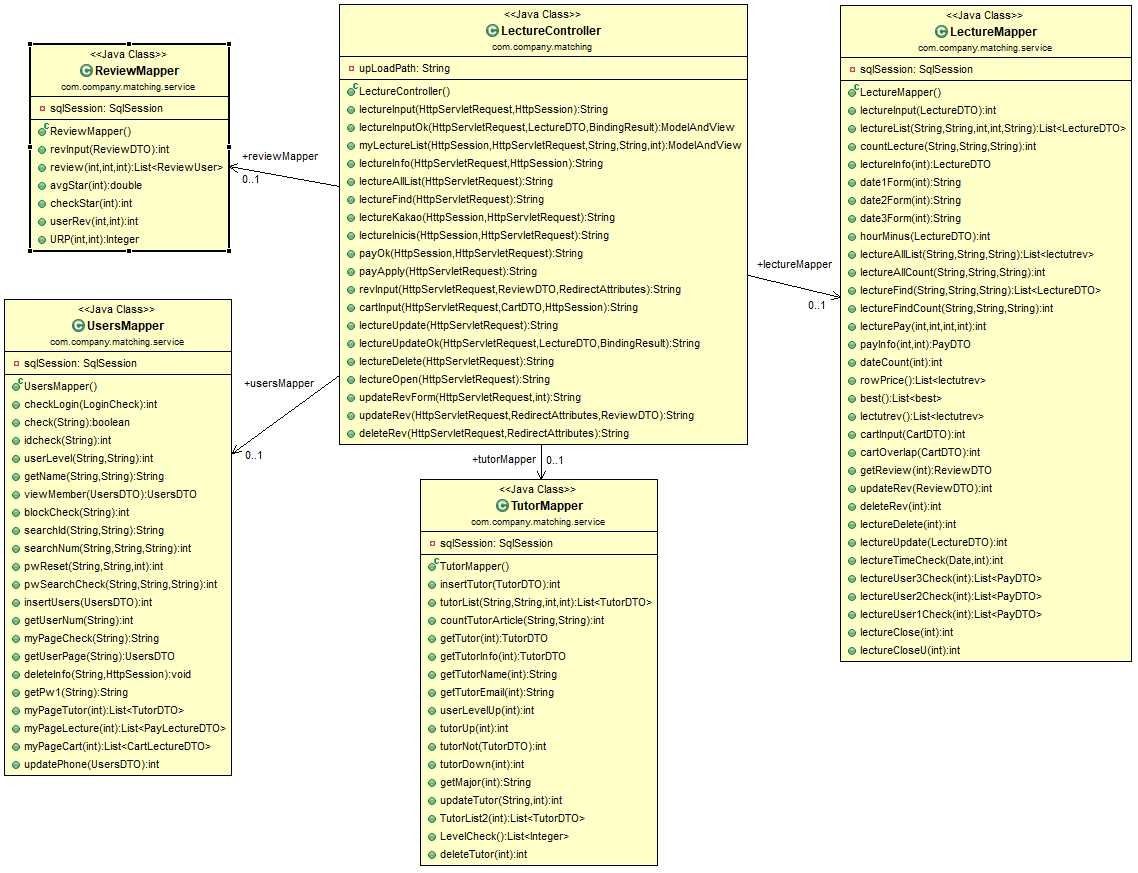 <<Java Class>>
ReviewMapper
com.company.matching.service
sqlSession: SqlSession
ReviewMapper()
revInput(ReviewDTO):int
review(int,int,int):List<ReviewUser>
avgStar(int):double
checkStar(int):int
userRev(int,int):int
URP(int,int):Integer
+reviewMapper
0..1
<<Java Class>>
LectureController
com.company.matching
upLoadPath: String
LectureController()
lectureInput(HttpServletRequest,HttpSession):String
lectureInputOk(HttpServletRequest,LectureDTO,BindingResult):ModelAndView
myLectureList(HttpSession,HttpServletRequest,String,String,int):ModelAndView
lectureInfo(HttpServletRequest,HttpSession):String
lectureAllList(HttpServletRequest):String
lectureFind(HttpServletRequest):String
lectureKakao(HttpSession,HttpServletRequest):String
lectureInicis(HttpSession,HttpServletRequest):String
payOk(HttpSession,HttpServletRequest):String
payApply(HttpServletRequest):String
revInput(HttpServletRequest,ReviewDTO,RedirectAttributes):String
cartInput(HttpServletRequest,CartDTO,HttpSession):String
lectureUpdate(HttpServletRequest):String
lectureUpdateOk(HttpServletRequest,LectureDTO,BindingResult):String
lectureDelete(HttpServletRequest):String
lectureOpen(HttpServletRequest):String
updateRevForm(HttpServletRequest,int):String
updateRev(HttpServletRequest,RedirectAttributes,ReviewDTO):String
deleteRev(HttpServletRequest,RedirectAttributes):String
+lectureMapper
0..1
<<Java Class>>
LectureMapper
com.company.matching.service
sqlSession: SqlSession
LectureMapper()
lectureInput(LectureDTO):int
lectureList(String,String,int,int,String):List<LectureDTO>
countLecture(String,String,String):int
lectureInfo(int):LectureDTO
date1Form(int):String
date2Form(int):String
date3Form(int):String
hourMinus(LectureDTO):int
lectureAllList(String,String,String):List<lectutrev>
lectureAllCount(String,String,String):int
lectureFind(String,String,String):List<LectureDTO>
lectureFindCount(String,String,String):int
lecturePay(int,int,int,int):int
payInfo(int,int):PayDTO
dateCount(int):int
rowPrice():List<lectutrev>
best():List<best>
lectutrev():List<lectutrev>
cartInput(CartDTO):int
cartOverlap(CartDTO):int
getReview(int):ReviewDTO
updateRev(ReviewDTO):int
deleteRev(int):int
lectureDelete(int):int
lectureUpdate(LectureDTO):int
lectureTimeCheck(Date,int):int
lectureUser3Check(int):List<PayDTO>
lectureUser2Check(int):List<PayDTO>
lectureUser1Check(int):List<PayDTO>
lectureClose(int):int
lectureCloseU(int):int
<<Java Class>>
UsersMapper
com.company.matching.service
sqlSession: SqlSession
UsersMapper()
checkLogin(LoginCheck):int
check(String):boolean
idcheck(String):int
userLevel(String,String):int
getName(String,String):String
viewMember(UsersDTO):UsersDTO
blockCheck(String):int
searchId(String,String):String
searchNum(String,String,String):int
pwReset(String,String,int):int
pwSearchCheck(String,String,String):int
insertUsers(UsersDTO):int
getUserNum(String):int
myPageCheck(String):String
getUserPage(String):UsersDTO
deleteInfo(String,HttpSession):void
getPw1(String):String
myPageTutor(int):List<TutorDTO>
myPageLecture(int):List<PayLectureDTO>
myPageCart(int):List<CartLectureDTO>
updatePhone(UsersDTO):int
+usersMapper
0..1
+tutorMapper
0..1
<<Java Class>>
TutorMapper
com.company.matching.service
sqlSession: SqlSession
TutorMapper()
insertTutor(TutorDTO):int
tutorList(String,String,int,int):List<TutorDTO>
countTutorArticle(String,String):int
getTutor(int):TutorDTO
getTutorInfo(int):TutorDTO
getTutorName(int):String
getTutorEmail(int):String
userLevelUp(int):int
tutorUp(int):int
tutorNot(TutorDTO):int
tutorDown(int):int
getMajor(int):String
updateTutor(String,int):int
TutorList2(int):List<TutorDTO>
LevelCheck():List<Integer>
deleteTutor(int):int